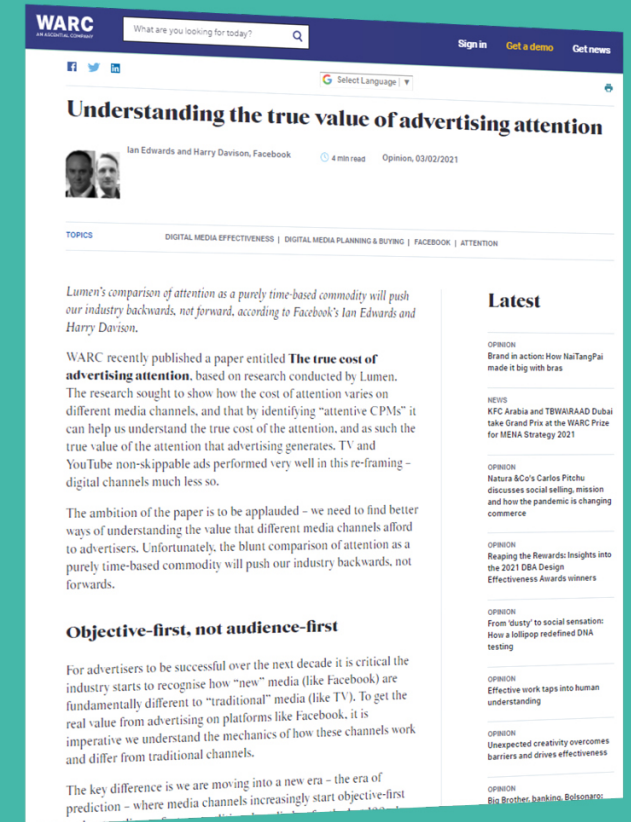 WARC
AN ASCENTIAL COMPANY
What are you looking for today?
Sign in
Get a demo
Get news
Select Language
Understanding the true value of advertising attention
Ian Edwards and Harry Davison, Facebook
4 min read
Opinion, 03/02/2021
TOPICS
DIGITAL MEDIA EFFECTIVENESS | DIGITAL MEDIA PLANNING & BUYING | FACEBOOK | ATTENTION
Lumen's comparison of attention as a purely time-based commodity will push
our industry backwards, not forward, according to Facebook's Ian Edwards and
Harry Davison.
WARC recently published a paper entitled The true cost of
advertising attention, based on research conducted by Lumen.
The research sought to show how the cost of attention varies on
different media channels, and that by identifying "attentive CPMs" it
can help us understand the true cost of the attention, and as such the
true value of the attention that advertising generates. TV and
YouTube non-skippable ads performed very well in this re-framing –
digital channels much less so.
The ambition of the paper is to be applauded – we need to find better
ways of understanding the value that different media channels afford
to advertisers. Unfortunately, the blunt comparison of attention as a
purely time-based commodity will push our industry backwards, not
forwards.
Objective-first, not audience-first
For advertisers to be successful over the next decade it is critical the
industry starts to recognise how "new" media (like Facebook) are
fundamentally different to "traditional" media (like TV). To get the
real value from advertising on platforms like Facebook, it is
imperative we understand the mechanics of how these channels work
and differ from traditional channels.
The key difference is we are moving into a new era – the era of
prediction – where media channels increasingly start objective-first
Latest
OPINION
Brand in action: How NaiTangPai
made it big with bras
NEWS
KFC Arabia and TBWA\RAAD Dubai
take Grand Prix at the WARC Prize
for MENA Strategy 2021
OPINION
Natura &Co's Carlos Pitchu
discusses social selling, mission
and how the pandemic is changing
commerce
OPINION
Reaping the Rewards: Insights into
the 2021 DBA Design
Effectiveness Awards winners
OPINION
From 'dusty' to social sensation:
How a lollipop redefined DNA
testing
OPINION
Effective work taps into human
understanding
OPINION
Unexpected creativity overcomes
barriers and drives effectiveness
OPINION
Big Brother, banking, Bolsonaro: